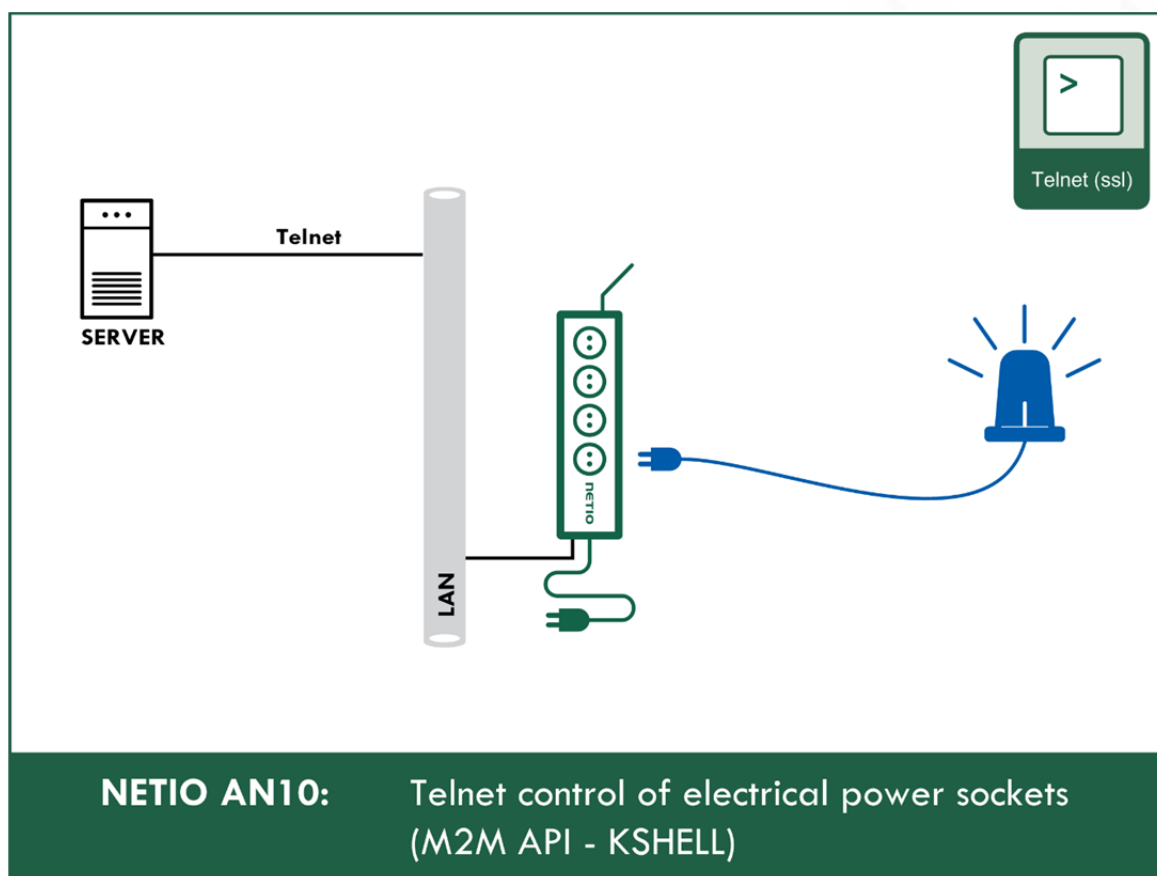 >
Telnet (ssl)
Telnet
SERVER
NETIO
LAN
NETIO AN10: Telnet control of electrical power sockets
(M2M API - KSHELL)